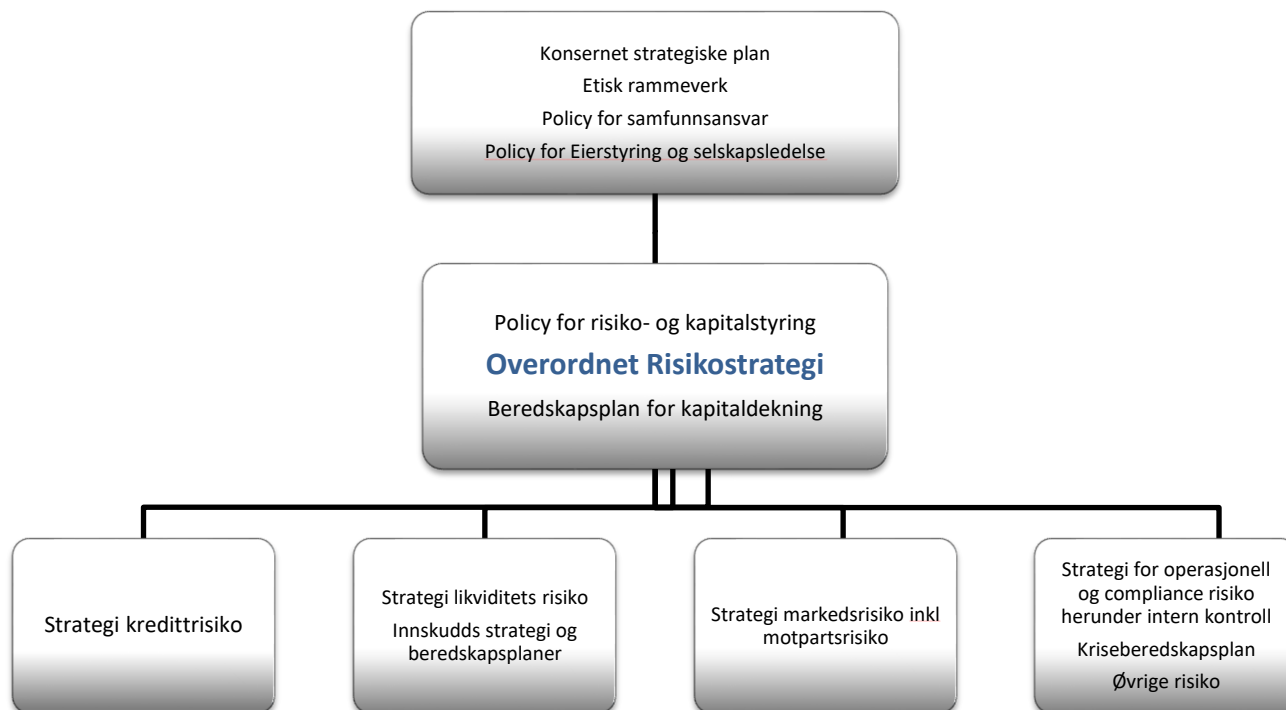 Konsernet strategiske plan
Etisk rammeverk
Policy for samfunnsansvar
Policy for Eierstyring og selskapsledelse
Policy for risiko- og kapitalstyring
Overordnet Risikostrategi
Beredskapsplan for kapitaldekning
Strategi kredittrisiko
Strategi likviditets risiko
Innskudds strategi og
beredskapsplaner
Strategi markedsrisiko inkl
motpartsrisiko
Strategi for operasjonell
og compliance risiko
herunder intern kontroll
Kriseberedskapsplan
Øvrige risiko